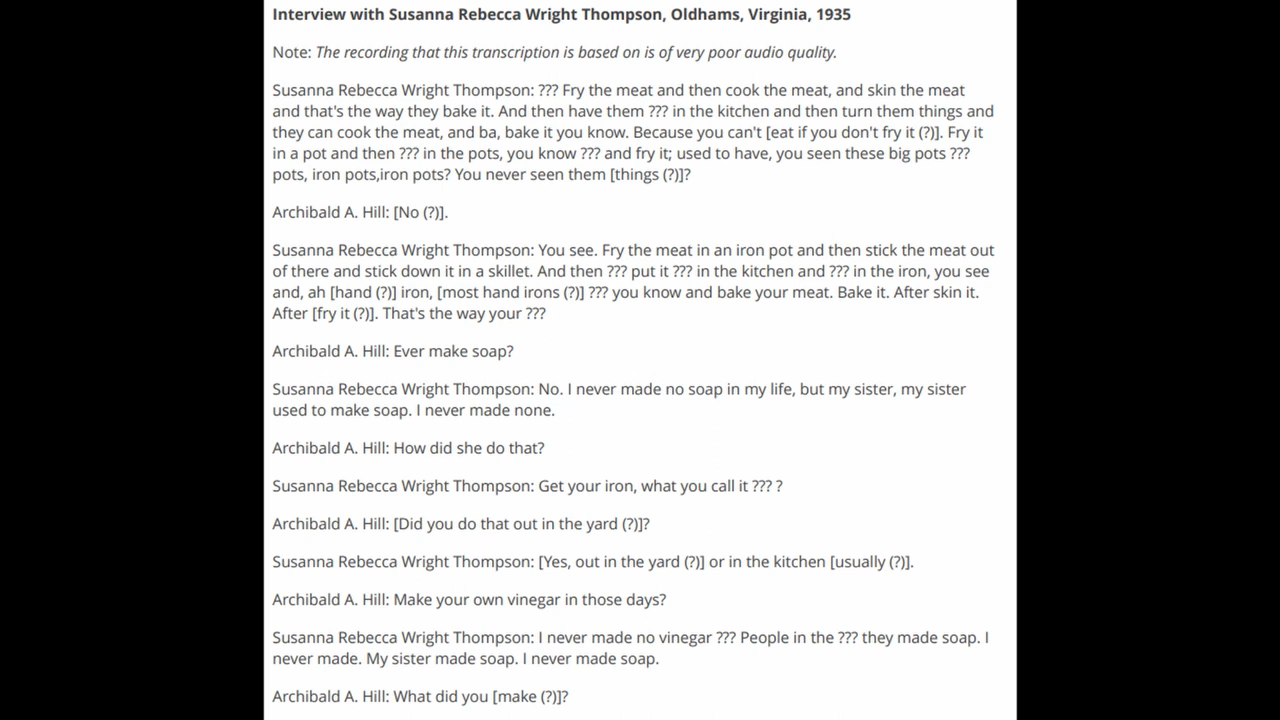 Interview with Susanna Rebecca Wright Thompson, Oldhams, Virginia, 1935
Note: The recording that this transcription is based on is of very poor audio quality.
Susanna Rebecca Wright Thompson: ??? Fry the meat and then cook the meat, and skin the meat
and that's the way they bake it. And then have them ??? in the kitchen and then turn them things and
they can cook the meat, and ba, bake it you know. Because you can't [eat if you don't fry it (?)]. Fry it
in a pot and then ??? in the pots, you know ??? and fry it; used to have, you seen these big pots ???
pots, iron pots,iron pots? You never seen them [things (?)]?
Archibald A. Hill: [No (?)].
Susanna Rebecca Wright Thompson: You see. Fry the meat in an iron pot and then stick the meat out
of there and stick down it in a skillet. And then ??? put it ??? in the kitchen and ??? in the iron, you see
and, ah [hand (?)] iron, [most hand irons (?)] ??? you know and bake your meat. Bake it. After skin it.
After [fry it (?)]. That's the way your ???
Archibald A. Hill: Ever make soap?
Susanna Rebecca Wright Thompson: No. I never made no soap in my life, but my sister, my sister
used to make soap. I never made none.
Archibald A. Hill: How did she do that?
Susanna Rebecca Wright Thompson: Get your iron, what you call it ??? ?
Archibald A. Hill: [Did you do that out in the yard (?)]?
Susanna Rebecca Wright Thompson: [Yes, out in the yard (?)] or in the kitchen [usually (?)].
Archibald A. Hill: Make your own vinegar in those days?
Susanna Rebecca Wright Thompson: I never made no vinegar ??? People in the ??? they made soap. I
never made. My sister made soap. I never made soap.
Archibald A. Hill: What did you [make (?)]?